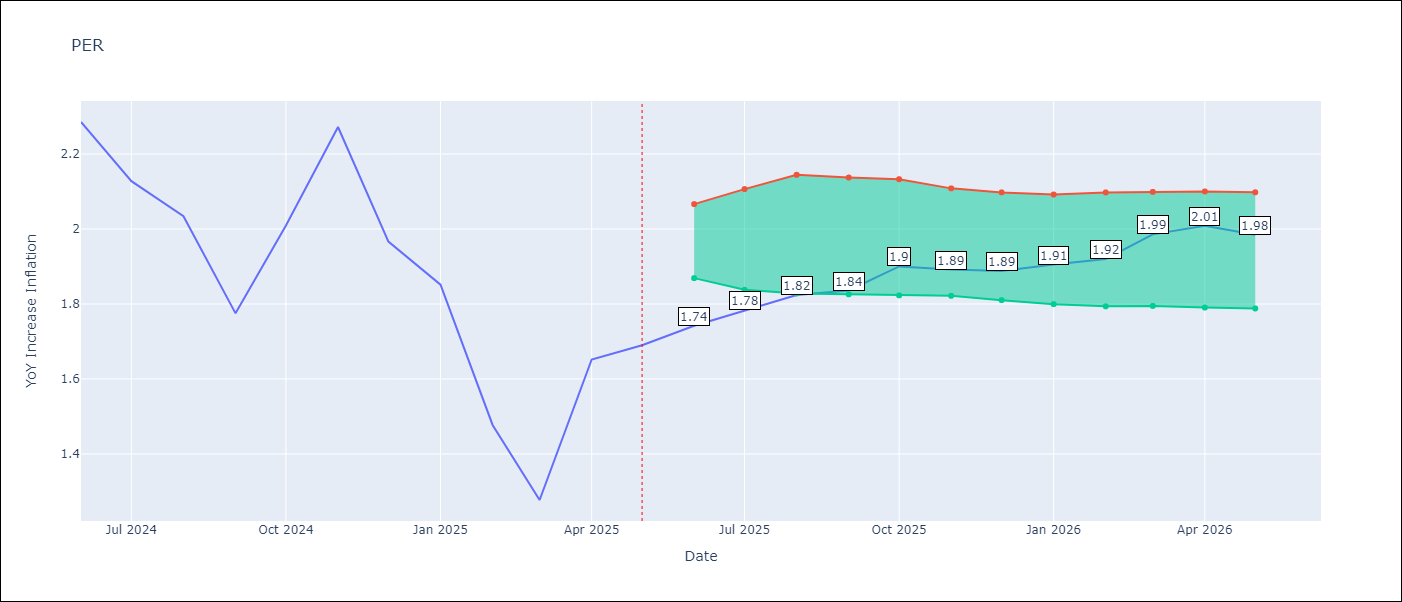 PER
YoY Increase Inflation
2.2
2
1.8
1.6
1.4
1.74
1.78
1.82
1.84
1.9
1.89
1.89
1.91
1.92
1.99
2.01
1.98
Jul 2024
Oct 2024
Jan 2025
Apr 2025
Jul 2025
Oct 2025
Jan 2026
Apr 2026
Date